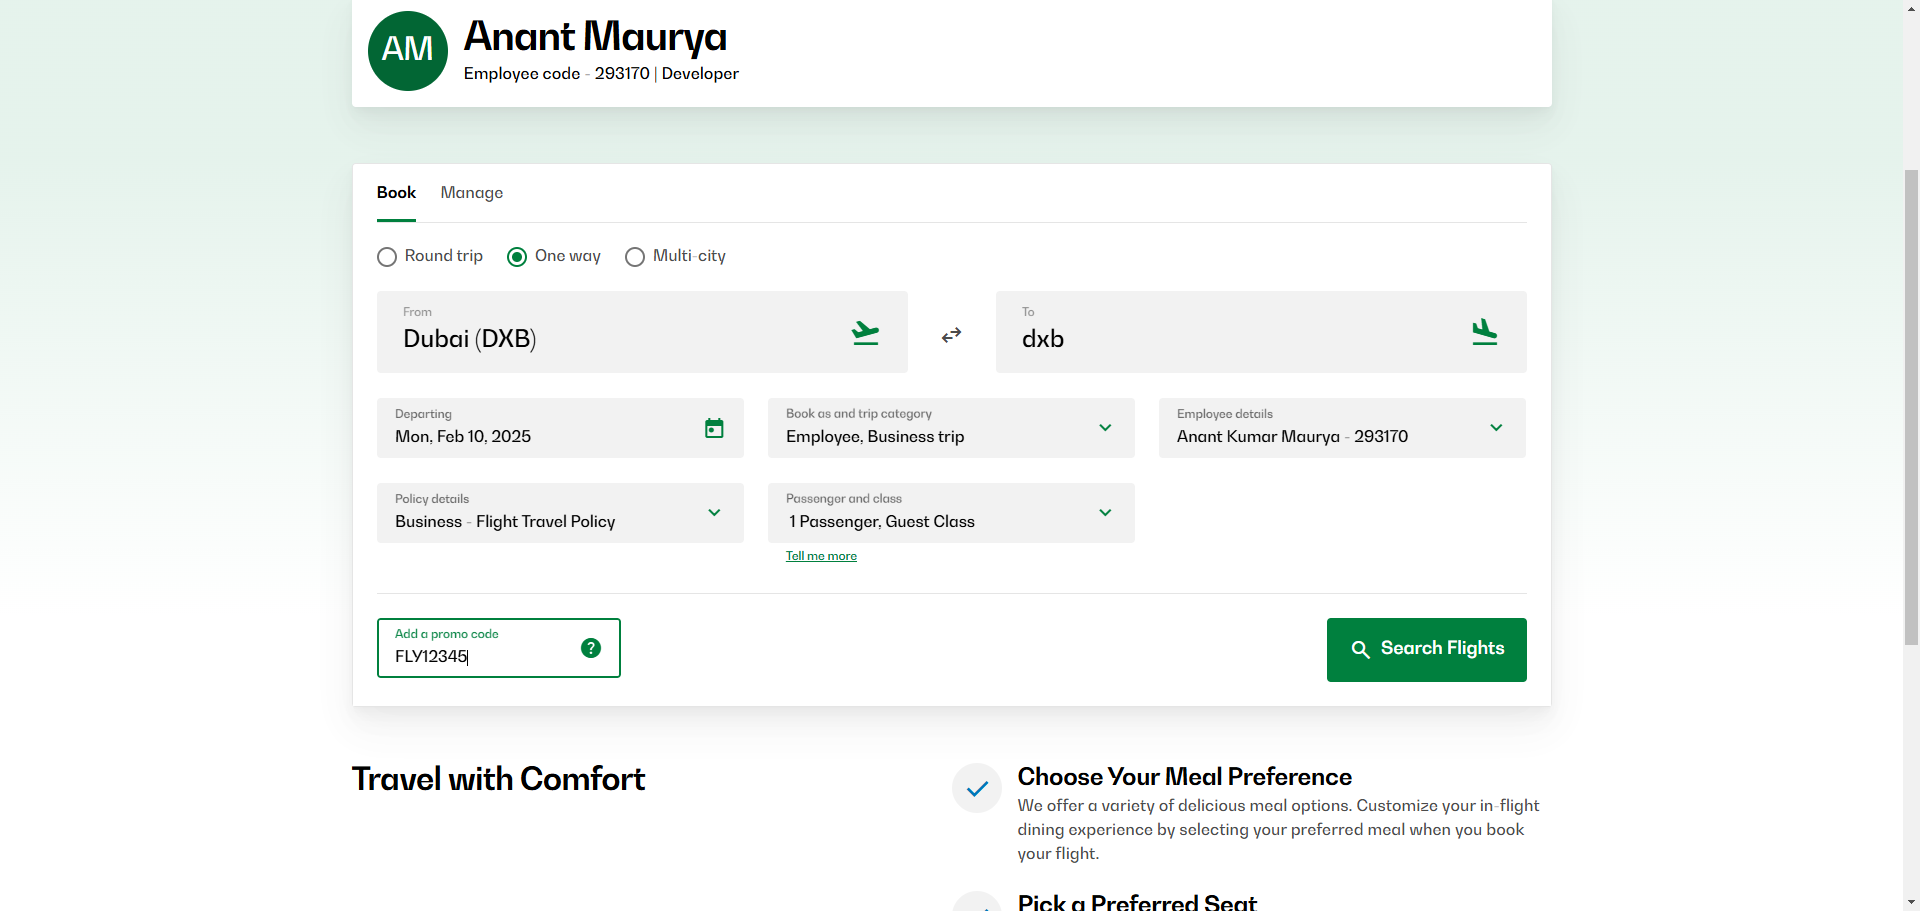 AM
Anant Maurya
Employee code - 293170 | Developer
Book
Manage
Round trip
One way
Multi-city
From
Dubai (DXB)
To
dxb
Departing
Mon, Feb 10, 2025
Book as and trip category
Employee, Business trip
Employee details
Anant Kumar Maurya - 293170
Policy details
Business - Flight Travel Policy
Passenger and class
1 Passenger, Guest Class
Tell me more
Add a promo code
FLY12345
?
Search Flights
Travel with Comfort
Choose Your Meal Preference
We offer a variety of delicious meal options. Customize your in-flight
dining experience by selecting your preferred meal when you book
your flight.
Pick a Preferred Seat